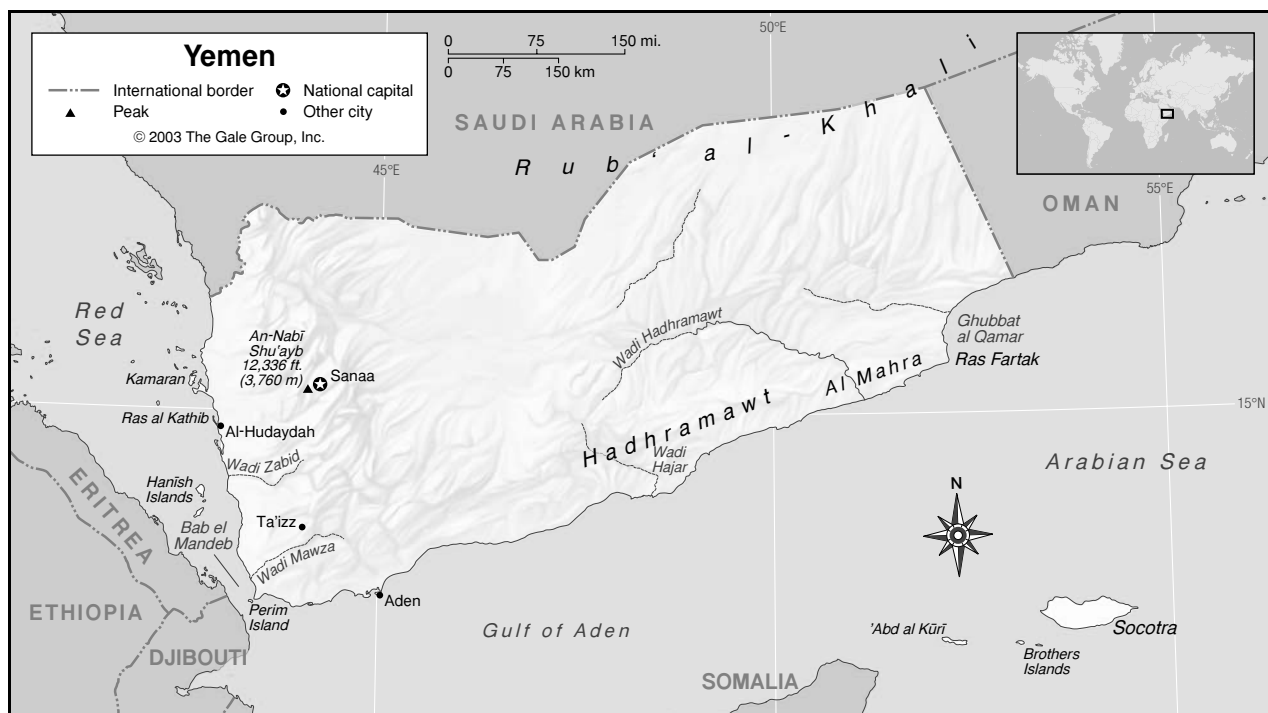 Yemen
International border
National capital
Peak
Other city
© 2003 The Gale Group, Inc.
0 75 150 mi.
0 75 150 km
50°E
45°E
55°E
15°N
SAUDI ARABIA
Rub‘ al-Khali
OMAN
Red
Sea
An-Nabī
Shu'ayb
12,336 ft.
(3,760 m)
Sanaa
Kamaran
Ras al Kathib
Al-Hudaydah
Wadi Zabid
Hanīsh
Islands
Ta'izz
Bab el
Mandeb
Wadi Mawza
Perim
Island
Aden
ERITREA
ETHIOPIA
DJIBOUTI
SOMALIA
Gulf of Aden
Wadi Hadhramawt
Hadhramawt
Al Mahra
Wadi
Hajar
Ghubbat
al Qamar
Ras Fartak
Arabian Sea
N
'Abd al Kūrī
Brothers
Islands
Socotra